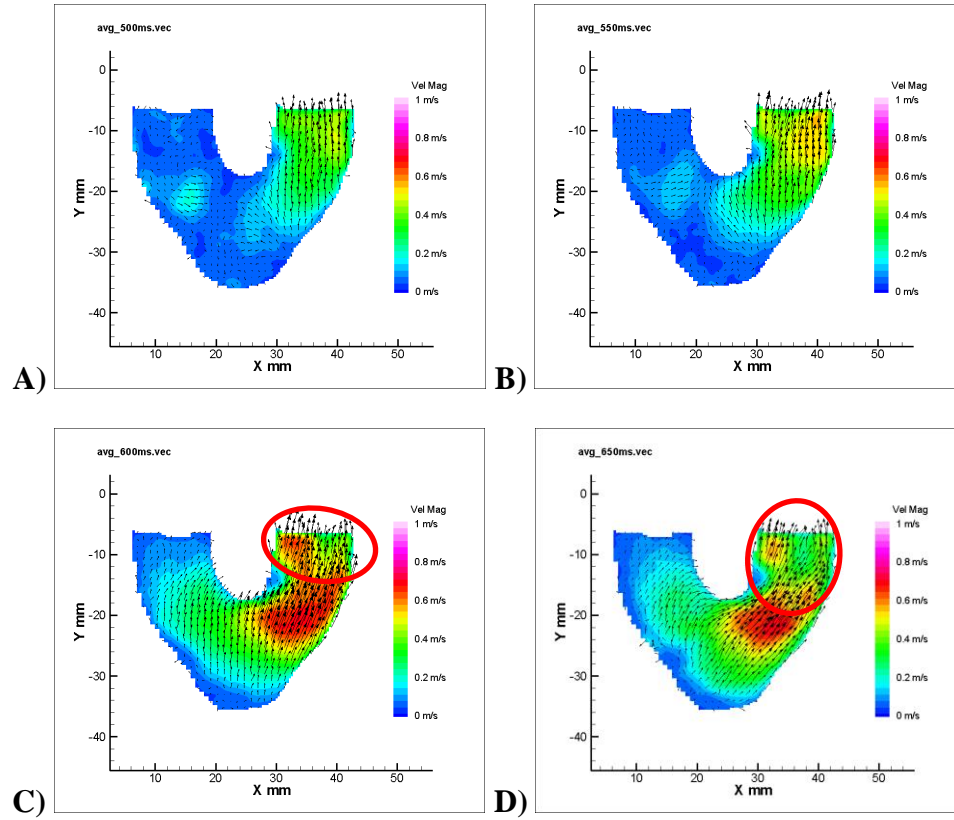 avg_500ms.vec
Vel Mag
1 m/s
0.8 m/s
0.6 m/s
0.4 m/s
0.2 m/s
0 m/s
0
-10
-20
-30
-40
Y mm
10 20 30 40 50
X mm
A)
avg_550ms.vec
Vel Mag
1 m/s
0.8 m/s
0.6 m/s
0.4 m/s
0.2 m/s
0 m/s
0
-10
-20
-30
-40
Y mm
10 20 30 40 50
X mm
B)
avg_600ms.vec
Vel Mag
1 m/s
0.8 m/s
0.6 m/s
0.4 m/s
0.2 m/s
0 m/s
0
-10
-20
-30
-40
Y mm
10 20 30 40 50
X mm
C)
avg_650ms.vec
Vel Mag
1 m/s
0.8 m/s
0.6 m/s
0.4 m/s
0.2 m/s
0 m/s
0
-10
-20
-30
-40
Y mm
10 20 30 40 50
X mm
D)